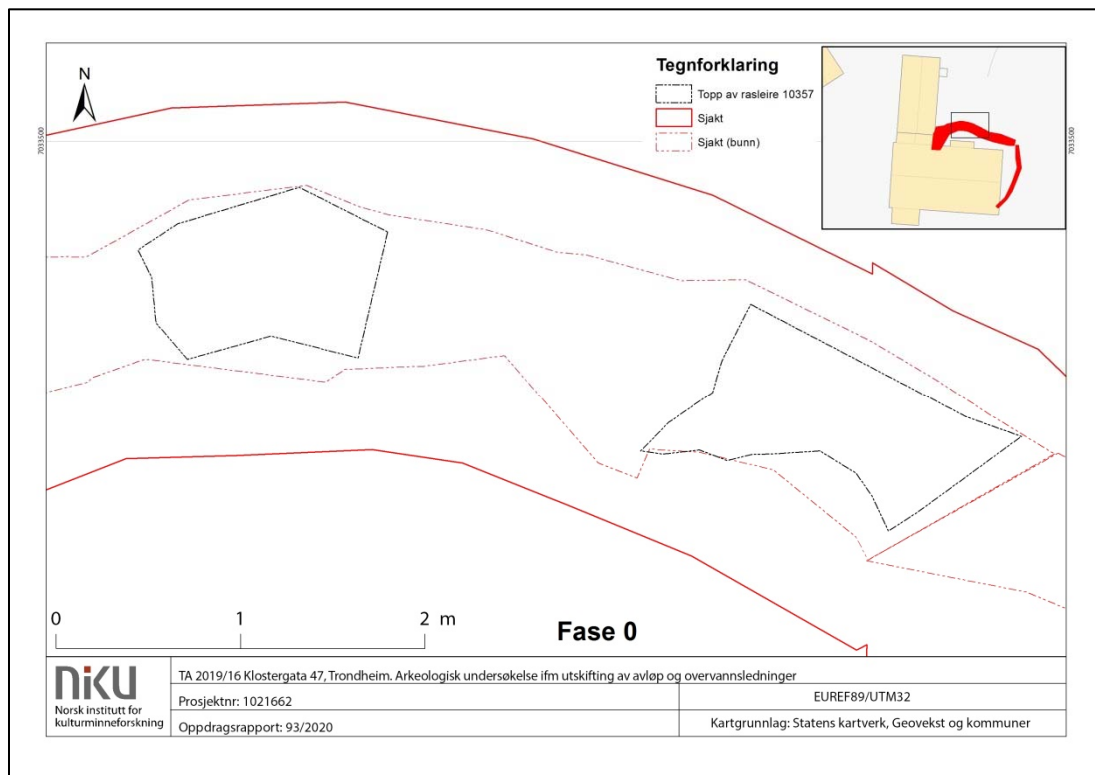 N
7033500
Tegnforklaring
Topp av rasleire 10357
Sjakt
Sjakt (bunn)
7033500
0 1 2 m
Fase 0
niku
Norsk institutt for
kulturminneforskning
TA 2019/16 Klostergata 47, Trondheim. Arkeologisk undersøkelse ifm utskifting av avløp og overvannsledninger
Prosjektnr: 1021662
EUREF89/UTM32
Oppdragsrapport: 93/2020
Kartgrunnlag: Statens kartverk, Geovekst og kommuner